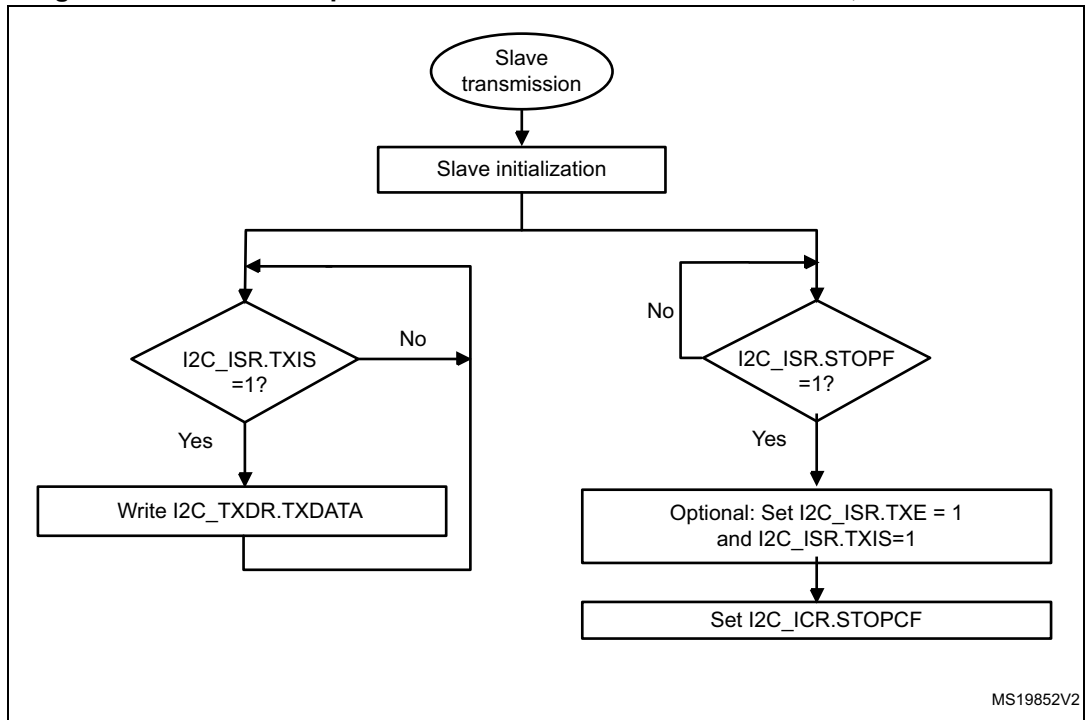 Slave
transmission
Slave initialization
No
No
I2C_ISR.TXIS
=1?
I2C_ISR.STOPF
=1?
Yes
Yes
Write I2C_TXDR.TXDATA
Optional: Set I2C_ISR.TXE = 1
and I2C_ISR.TXIS=1
Set I2C_ICR.STOPCF
MS19852V2